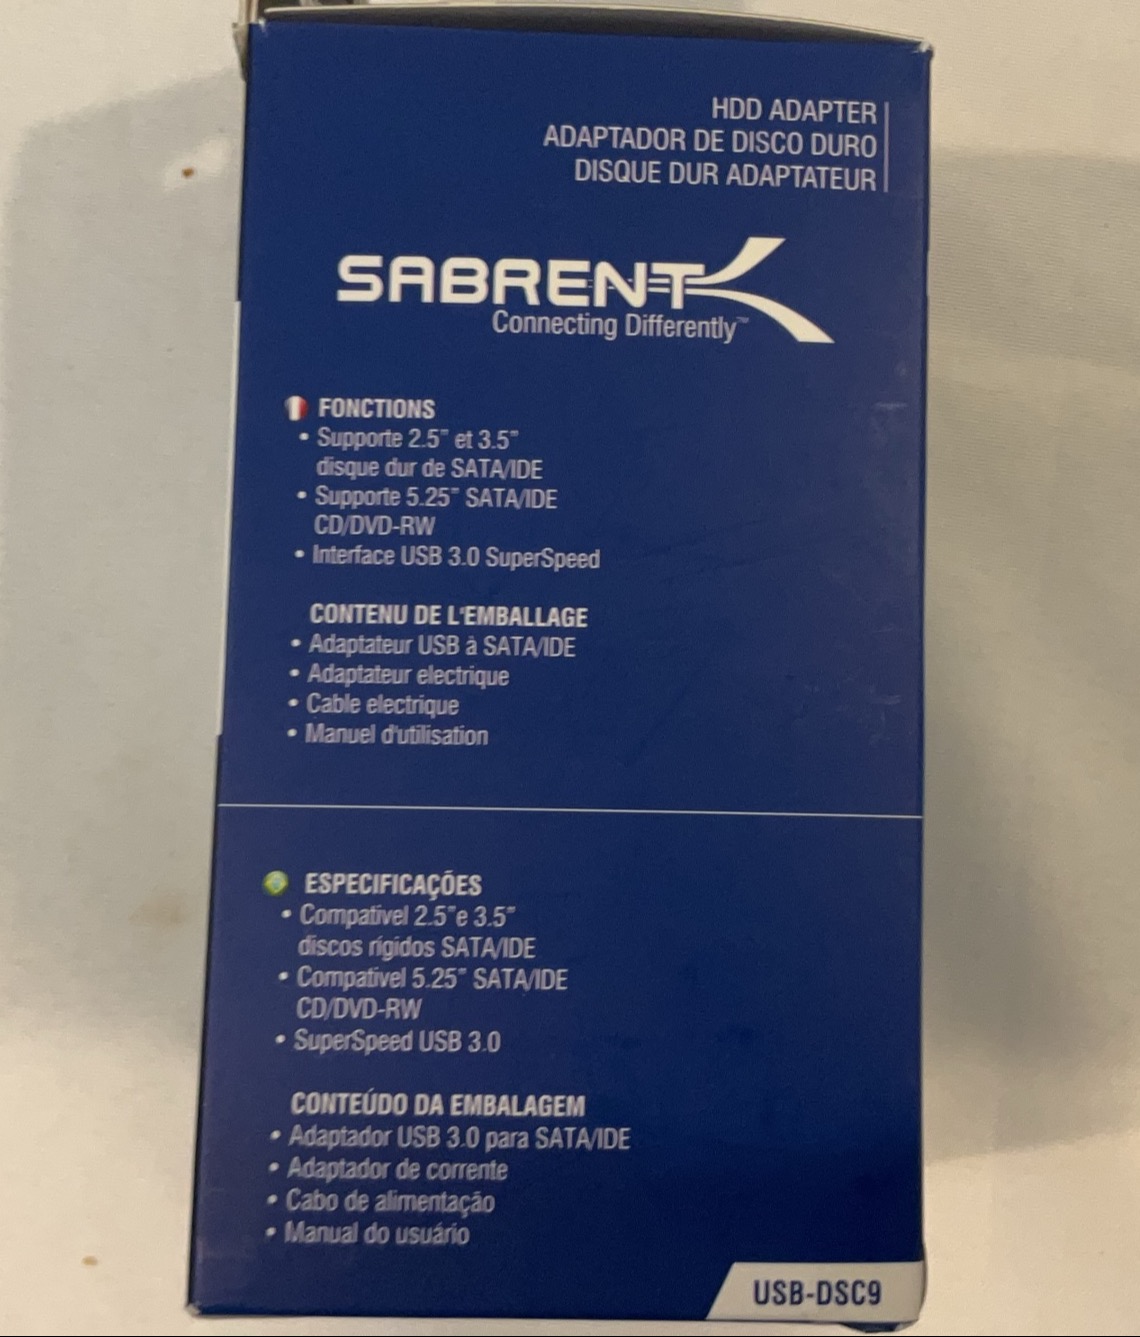 HDD ADAPTER
ADAPTADOR DE DISCO DURO
DISQUE DUR ADAPTATEUR
SABRENT
Connecting Differently™
FONCTIONS
• Supporte 2.5" et 3.5"
disque dur de SATA/IDE
• Supporte 5.25" SATA/IDE
CD/DVD-RW
• Interface USB 3.0 SuperSpeed
CONTENU DE L'EMBALLAGE
• Adaptateur USB à SATA/IDE
• Adaptateur electrique
• Cable electrique
• Manuel d'utilisation
ESPECIFICAÇÕES
• Compativel 2.5"e 3.5"
discos rígidos SATA/IDE
• Compativel 5.25" SATA/IDE
CD/DVD-RW
• SuperSpeed USB 3.0
CONTEÚDO DA EMBALAGEM
• Adaptador USB 3.0 para SATA/IDE
• Adaptador de corrente
• Cabo de alimentação
• Manual do usuário
USB-DSC9